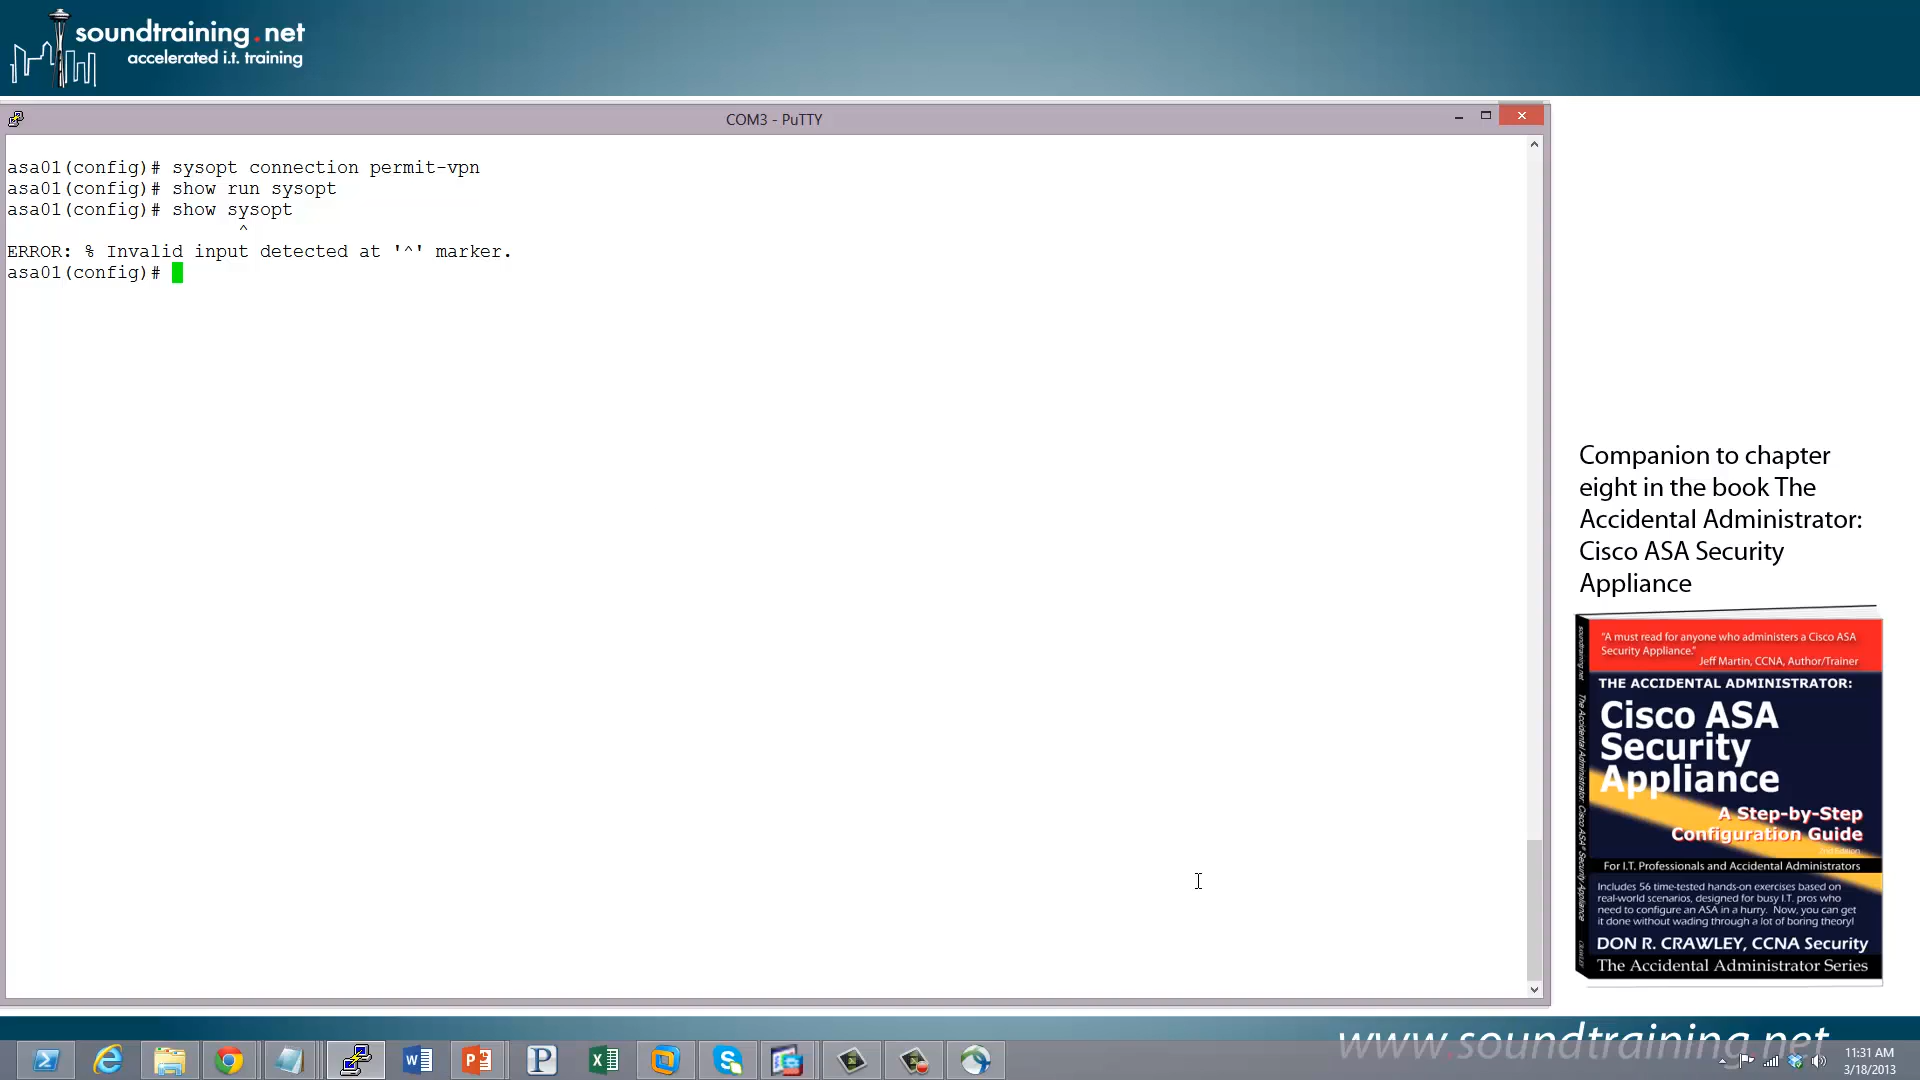 soundtraining.net
accelerated i.t. training
COM3 - PuTTY
asa01(config)# sysopt connection permit-vpn
asa01(config)# show run sysopt
asa01(config)# show sysopt
^
ERROR: % Invalid input detected at '^' marker.
asa01(config)#
Companion to chapter
eight in the book The
Accidental Administrator:
Cisco ASA Security
Appliance
"A must read for anyone who administers a Cisco ASA
Security Appliance."
Jeff Martin, CCNA, Author/Trainer
THE ACCIDENTAL ADMINISTRATOR:
Cisco ASA
Security
Appliance
A Step-by-Step
Configuration Guide
For I.T. Professionals and Accidental Administrators
Includes 56 time-tested hands-on exercises based on
real-world scenarios, designed for busy I.T. pros who
need to configure an ASA in a hurry. Now, you can get
it done without wading through a lot of boring theory!
DON R. CRAWLEY, CCNA Security
The Accidental Administrator Series
www.soundtraining.net
11:31 AM
3/18/2013